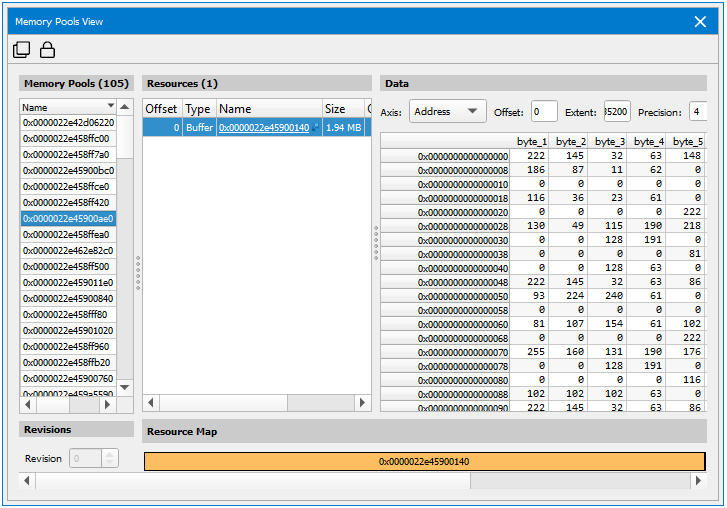 Memory Pools View
Memory Pools (105)
Name
0x0000022e42d06220
0x0000022e458ffc00
0x0000022e458ff7a0
0x0000022e45900bc0
0x0000022e458ffce0
0x0000022e458ff420
0x0000022e45900ae0
0x0000022e458ffea0
0x0000022e462e82c0
0x0000022e458ff500
0x0000022e459011e0
0x0000022e45900840
0x0000022e458fff80
0x0000022e45901020
0x0000022e458ff960
0x0000022e458ffb20
0x0000022e45900760
0x0000022e459a5590
Revisions
Revision 0
Resources (1)
Offset Type Name Size
0 Buffer 0x0000022e45900140 1.94 MB
Data
Axis: Address Offset: 0 Extent: 35200 Precision: 4
byte_1 byte_2 byte_3 byte_4 byte_5
0x0000000000000000 222 145 32 63 148
0x0000000000000008 186 87 11 62 0
0x0000000000000010 0 0 0 0 0
0x0000000000000018 116 36 23 61 0
0x0000000000000020 0 0 0 0 222
0x0000000000000028 130 49 115 190 218
0x0000000000000030 0 0 128 191 0
0x0000000000000038 0 0 0 0 81
0x0000000000000040 0 0 128 63 0
0x0000000000000048 222 145 32 63 86
0x0000000000000050 93 224 240 61 0
0x0000000000000058 0 0 0 0 0
0x0000000000000060 81 107 154 61 102
0x0000000000000068 0 0 0 0 222
0x0000000000000070 255 160 131 190 176
0x0000000000000078 0 0 128 191 0
0x0000000000000080 0 0 0 0 116
0x0000000000000088 102 102 102 63 0
0x0000000000000090 222 145 32 63 86
Resource Map
0x0000022e45900140